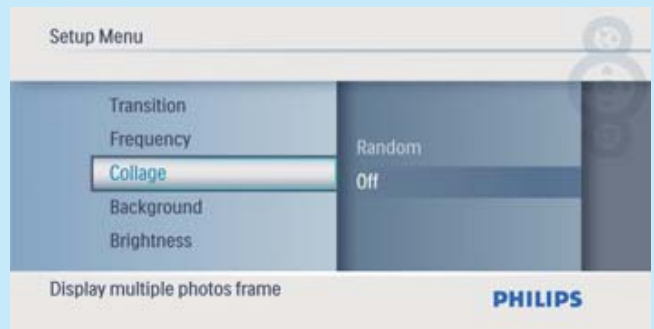 Setup Menu
Transition
Frequency
Collage
Background
Brightness
Random
Off
Display multiple photos frame
PHILIPS